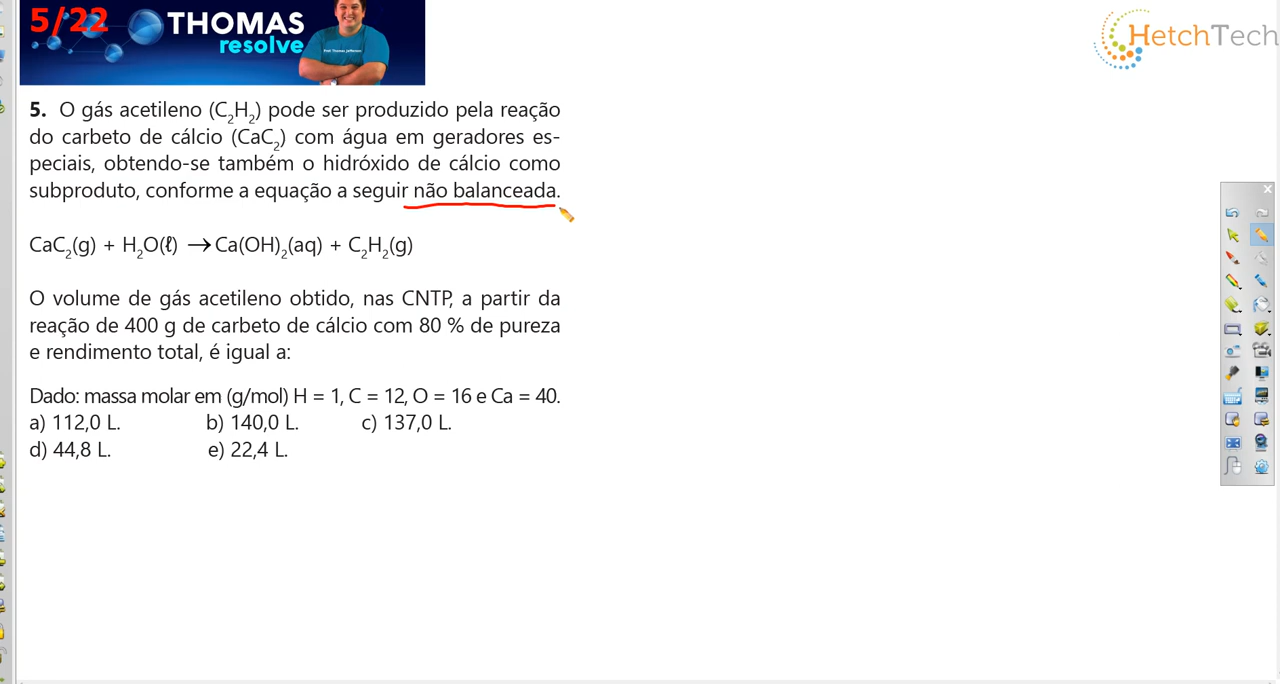 5/22
THOMAS
resolve
HetchTech
5. O gás acetileno (C₂H₂) pode ser produzido pela reação
do carbeto de cálcio (CaC₂) com água em geradores es-
peciais, obtendo-se também o hidróxido de cálcio como
subproduto, conforme a equação a seguir não balanceada.
CaC₂(g) + H₂O(ℓ) → Ca(OH)₂(aq) + C₂H₂(g)
O volume de gás acetileno obtido, nas CNTP, a partir da
reação de 400 g de carbeto de cálcio com 80 % de pureza
e rendimento total, é igual a:
Dado: massa molar em (g/mol) H = 1, C = 12, O = 16 e Ca = 40.
a) 112,0 L. b) 140,0 L. c) 137,0 L.
d) 44,8 L. e) 22,4 L.